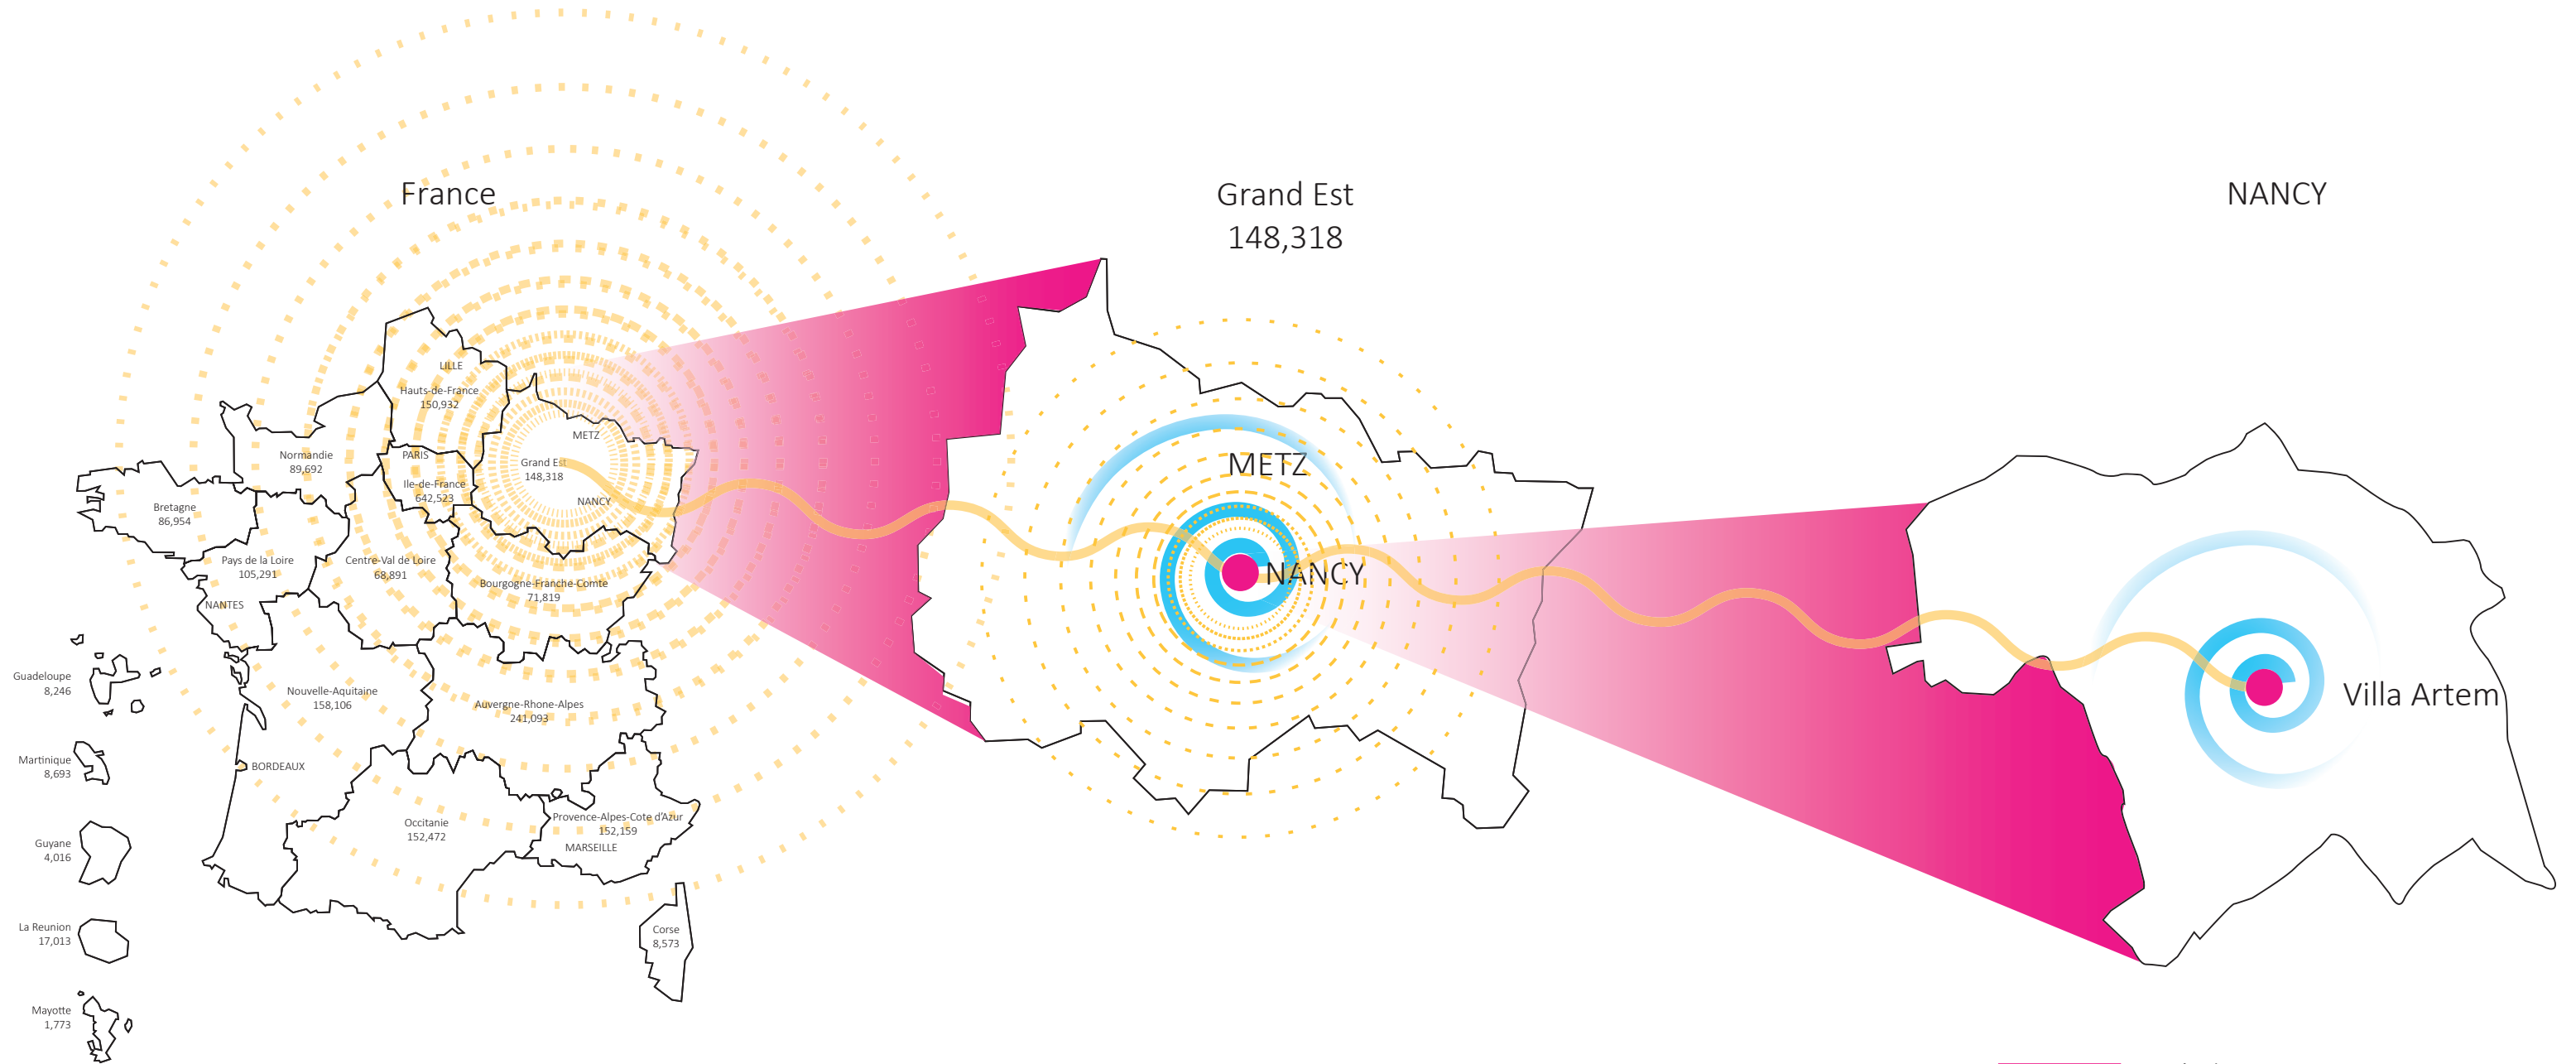 France
Grand Est
148,318
NANCY
LILLE
Hauts-de-France
150,932
METZ
Normandie
89,692
PARIS
Grand Est
148,318
Ile-de-France
642,523
NANCY
Bretagne
86,954
Pays de la Loire
105,291
Centre-Val de Loire
68,891
Bourgogne-Franche-Comte
71,819
NANTES
Guadeloupe
8,246
Nouvelle-Aquitaine
158,106
Auvergne-Rhone-Alpes
241,093
Martinique
8,693
BORDEAUX
Occitanie
152,472
Provence-Alpes-Cote d'Azur
152,159
MARSEILLE
Guyane
4,016
La Reunion
17,013
Corse
8,573
Mayotte
1,773
METZ
NANCY
Villa Artem